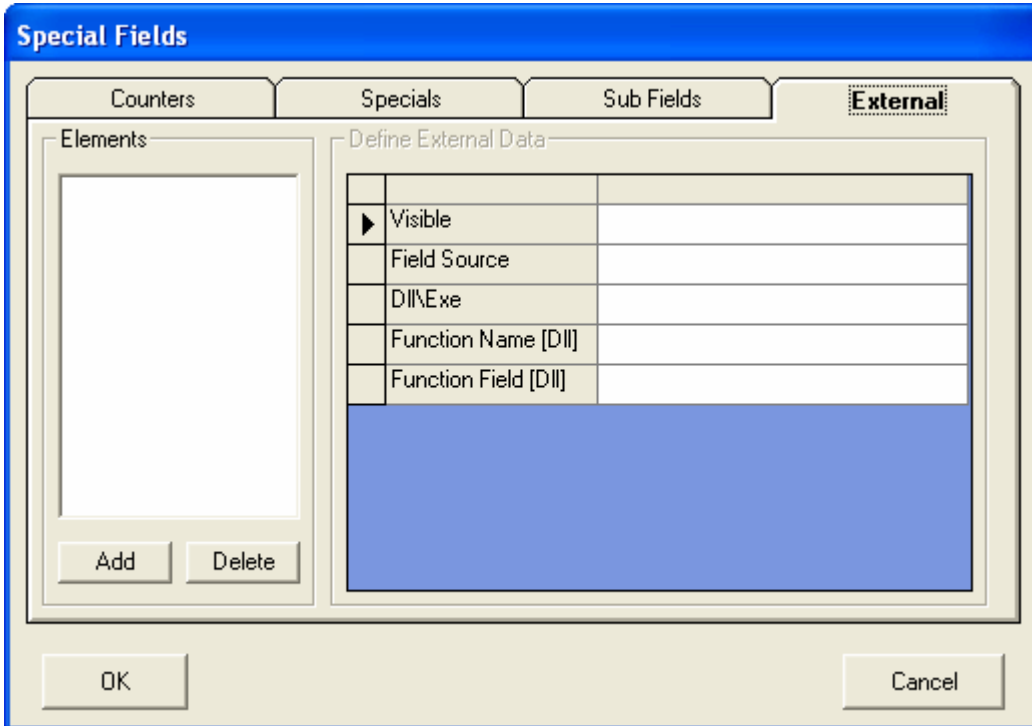 Special Fields
Counters Specials Sub Fields External
Elements Define External Data
Visible
Field Source
Dll\Exe
Function Name [Dll]
Function Field [Dll]
Add Delete
OK Cancel